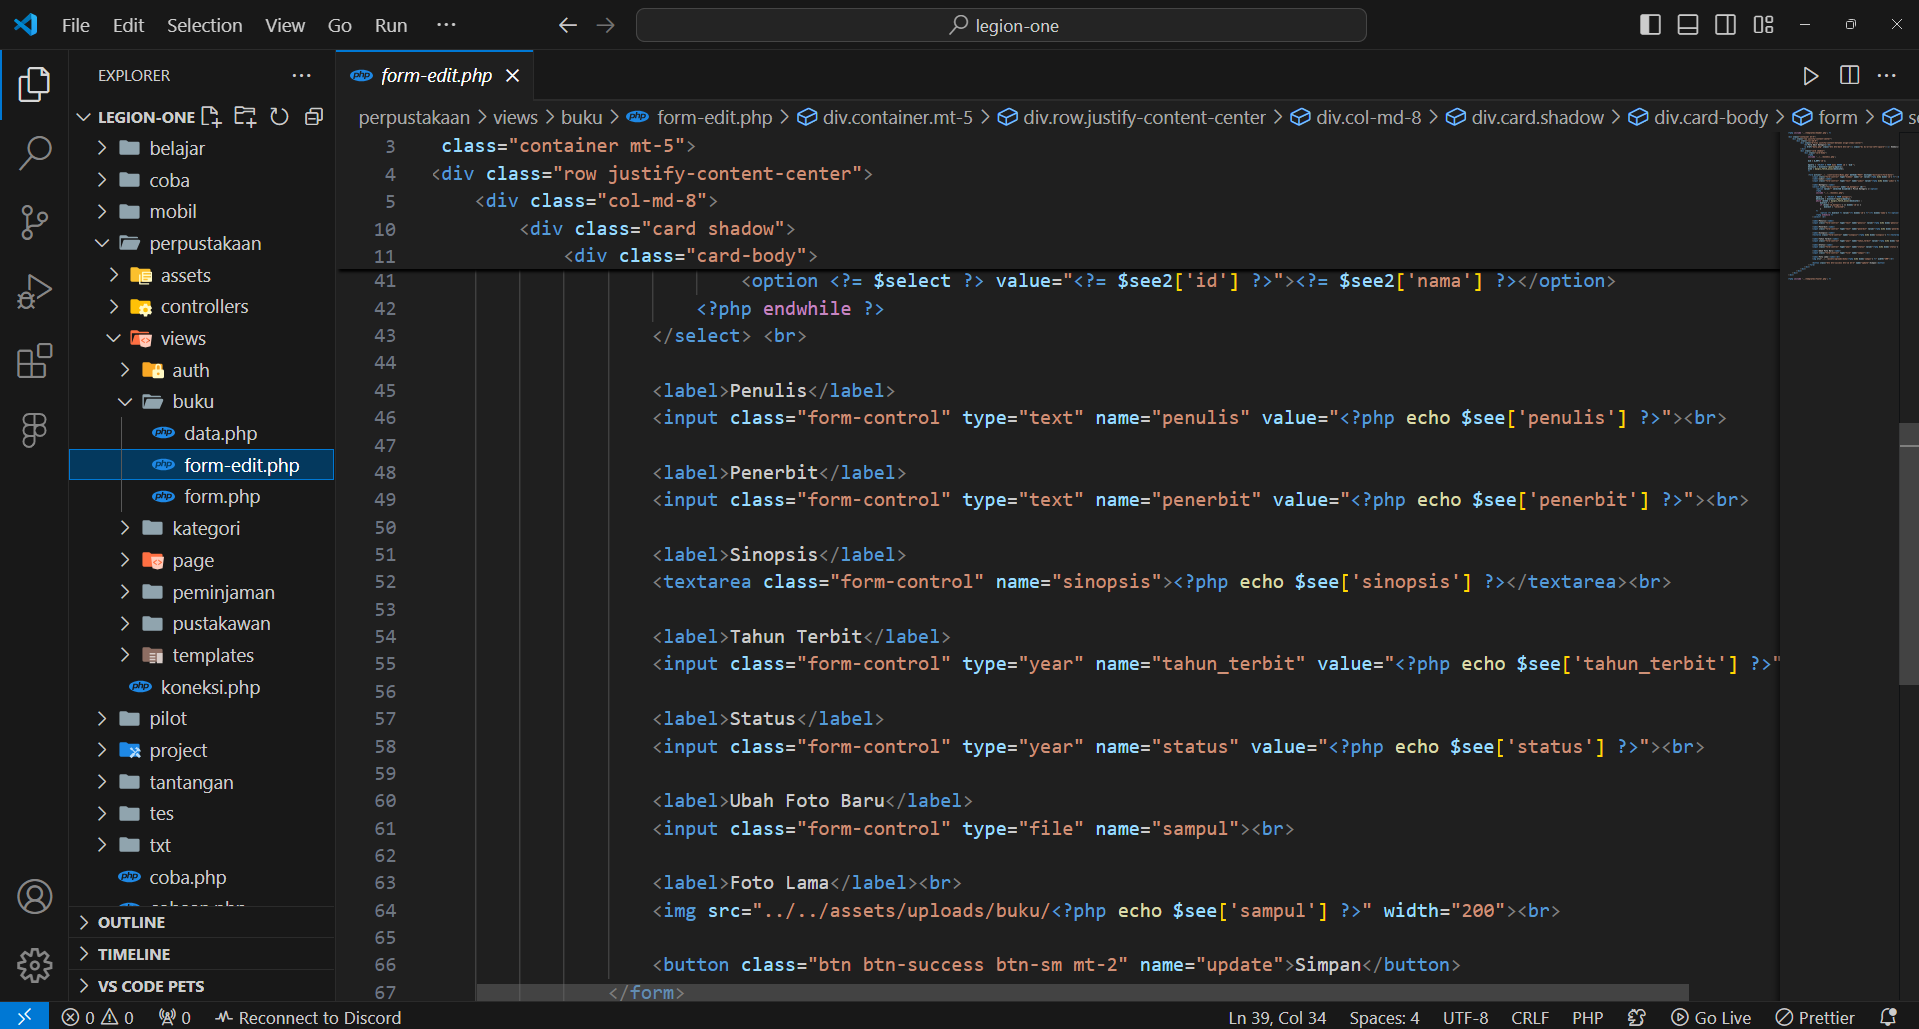 File Edit Selection View Go Run ··· legion-one
EXPLORER ···
LEGION-ONE
belajar
coba
mobil
perpustakaan
assets
controllers
views
auth
buku
data.php
form-edit.php
form.php
kategori
page
peminjaman
pustakawan
templates
koneksi.php
pilot
project
tantangan
tes
txt
coba.php
OUTLINE
TIMELINE
VS CODE PETS
php form-edit.php
perpustakaan > views > buku > php form-edit.php > div.container.mt-5 > div.row.justify-content-center > div.col-md-8 > div.card.shadow > div.card-body > form >
3 class="container mt-5">
4 <div class="row justify-content-center">
5 <div class="col-md-8">
10 <div class="card shadow">
11 <div class="card-body">
41 <option <?= $select ?> value="<?= $see2['id'] ?>"><?= $see2['nama'] ?></option>
42 <?php endwhile ?>
43 </select> <br>
44
45 <label>Penulis</label>
46 <input class="form-control" type="text" name="penulis" value="<?php echo $see['penulis'] ?>"><br>
47
48 <label>Penerbit</label>
49 <input class="form-control" type="text" name="penerbit" value="<?php echo $see['penerbit'] ?>"><br>
50
51 <label>Sinopsis</label>
52 <textarea class="form-control" name="sinopsis"><?php echo $see['sinopsis'] ?></textarea><br>
53
54 <label>Tahun Terbit</label>
55 <input class="form-control" type="year" name="tahun_terbit" value="<?php echo $see['tahun_terbit'] ?>"
56
57 <label>Status</label>
58 <input class="form-control" type="year" name="status" value="<?php echo $see['status'] ?>"><br>
59
60 <label>Ubah Foto Baru</label>
61 <input class="form-control" type="file" name="sampul"><br>
62
63 <label>Foto Lama</label><br>
64 <img src="../../assets/uploads/buku/<?php echo $see['sampul'] ?>" width="200"><br>
65
66 <button class="btn btn-success btn-sm mt-2" name="update">Simpan</button>
67 </form>
0 0 0 Reconnect to Discord Ln 39, Col 34 Spaces: 4 UTF-8 CRLF PHP Go Live Prettier